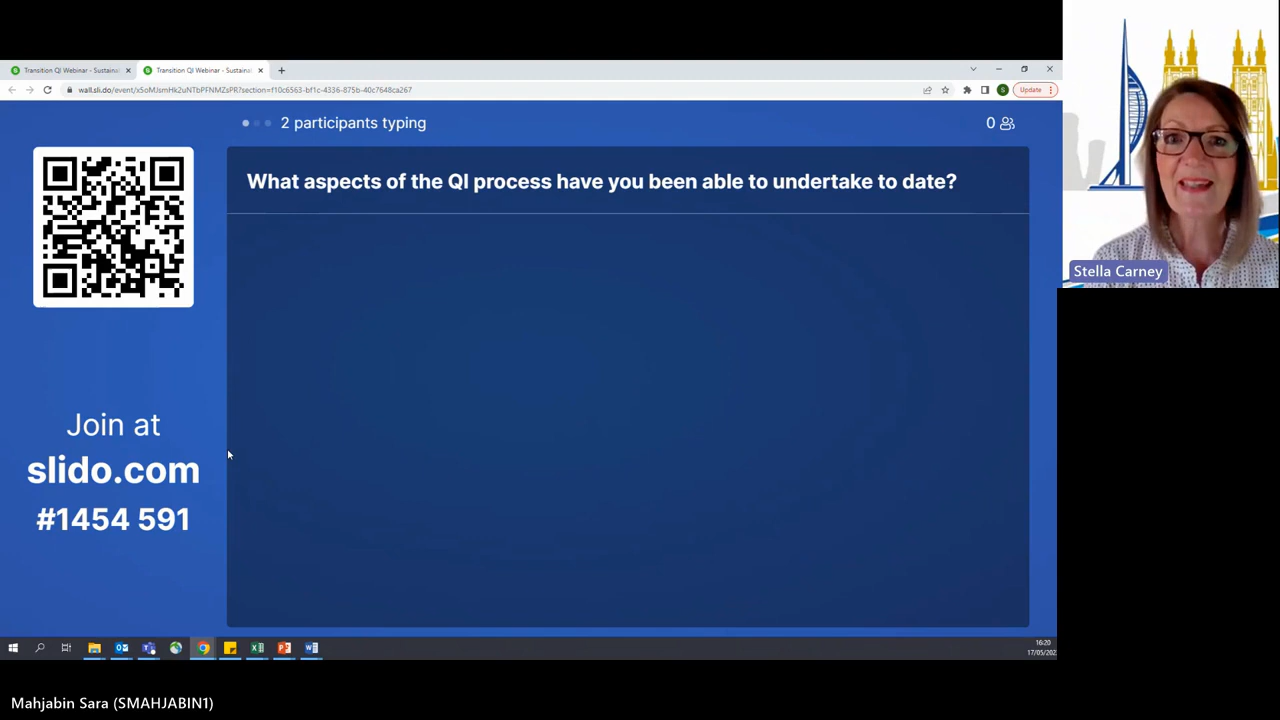 Transition QI Webinar - Sustaina
Transition QI Webinar - Sustaina
wall.sli.do/event/x5oMJsmHk2uNTbPFNMZsPR?section=f10c6563-bf1c-4336-875b-40c7648ca267
S
Update
2 participants typing
0
What aspects of the QI process have you been able to undertake to date?
Join at
slido.com
#1454 591
Stella Carney
16:20
17/05/202
Mahjabin Sara (SMAHJABIN1)